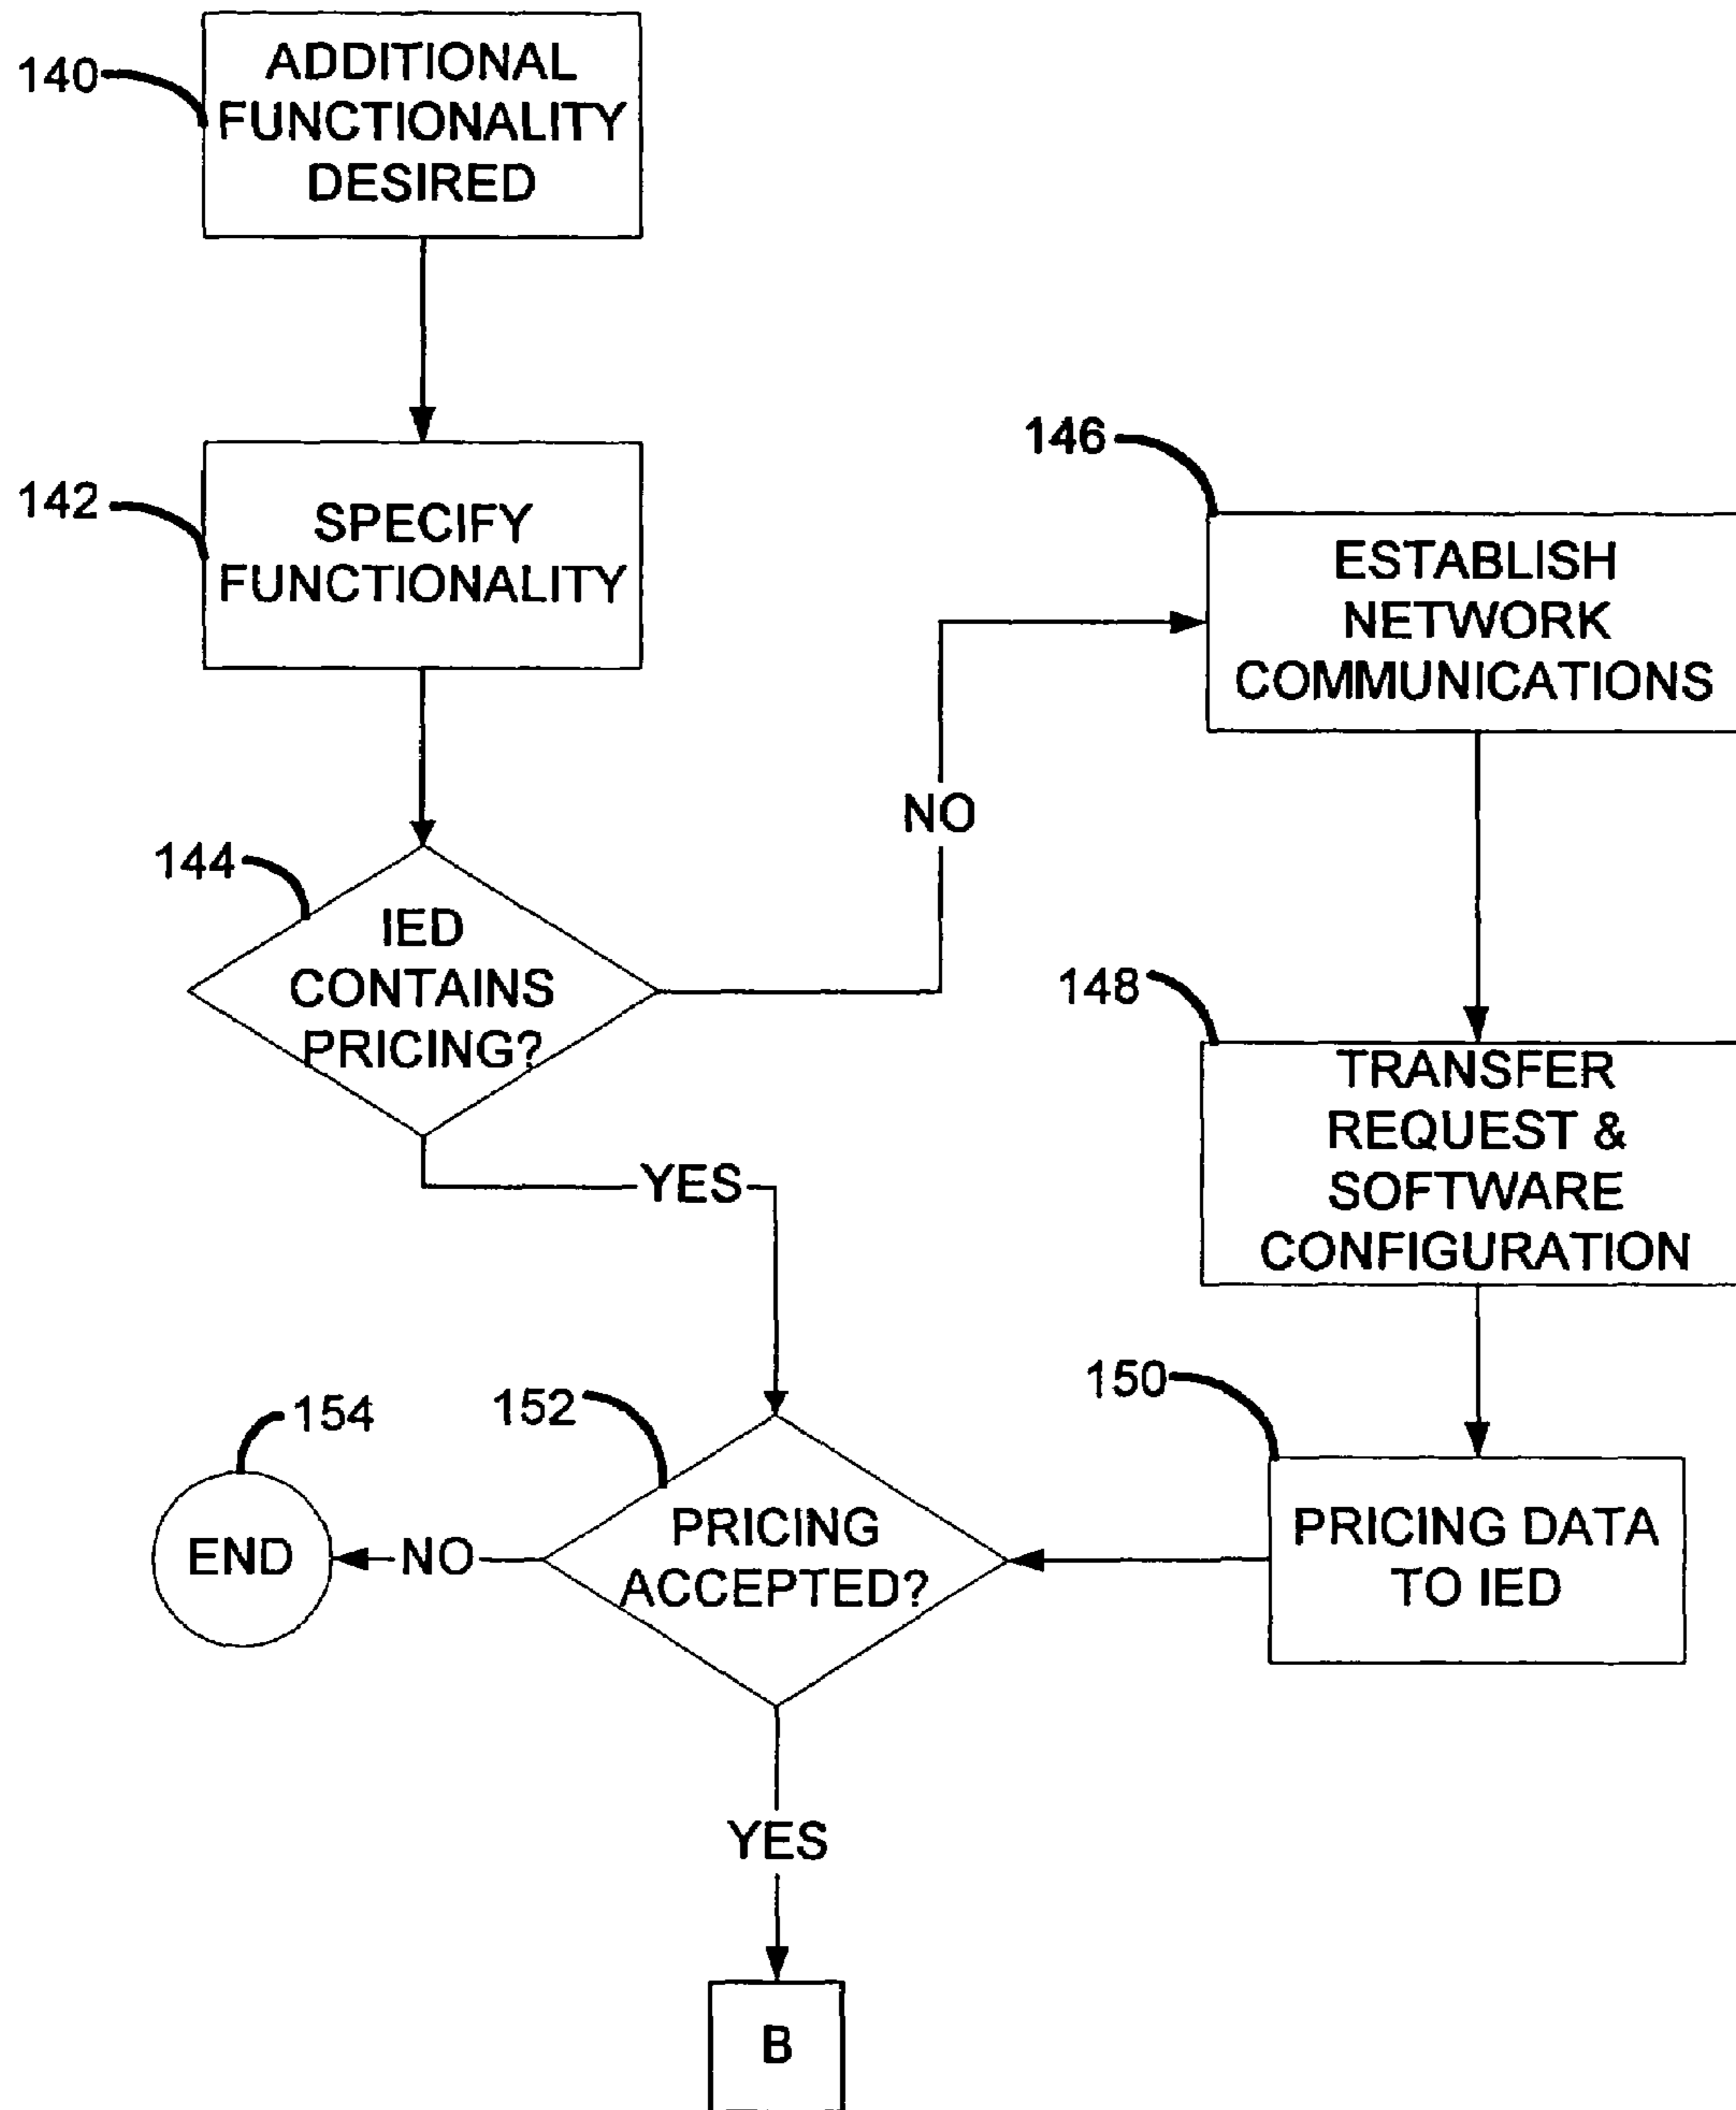 140
ADDITIONAL
FUNCTIONALITY
DESIRED
142
SPECIFY
FUNCTIONALITY
144
IED
CONTAINS
PRICING?
NO
146
ESTABLISH
NETWORK
COMMUNICATIONS
148
TRANSFER
REQUEST &
SOFTWARE
CONFIGURATION
YES
150
PRICING DATA
TO IED
152
PRICING
ACCEPTED?
NO
154
END
YES
B